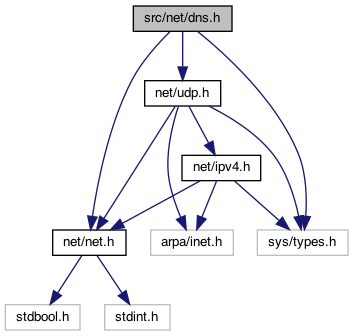 src/net/dns.h
net/udp.h
net/ipv4.h
net/net.h
arpa/inet.h
sys/types.h
stdbool.h
stdint.h